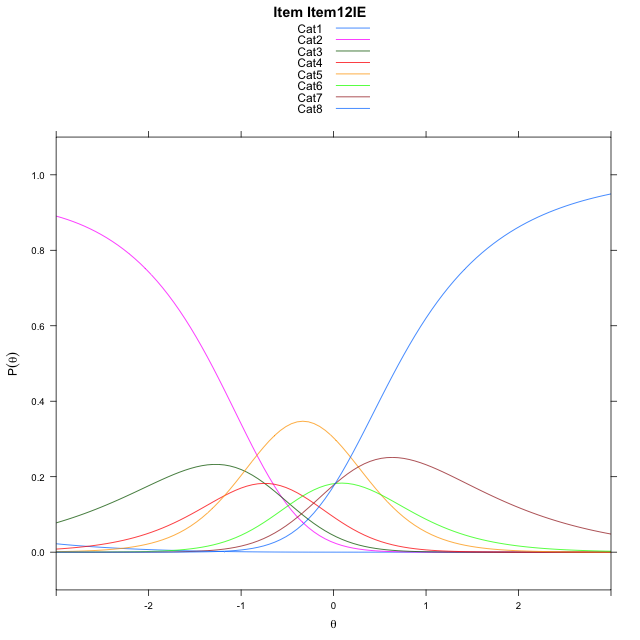 Item Item12IE
Cat1
Cat2
Cat3
Cat4
Cat5
Cat6
Cat7
Cat8
1.0
0.8
0.6
0.4
0.2
0.0
P(θ)
-2 -1 0 1 2
θ